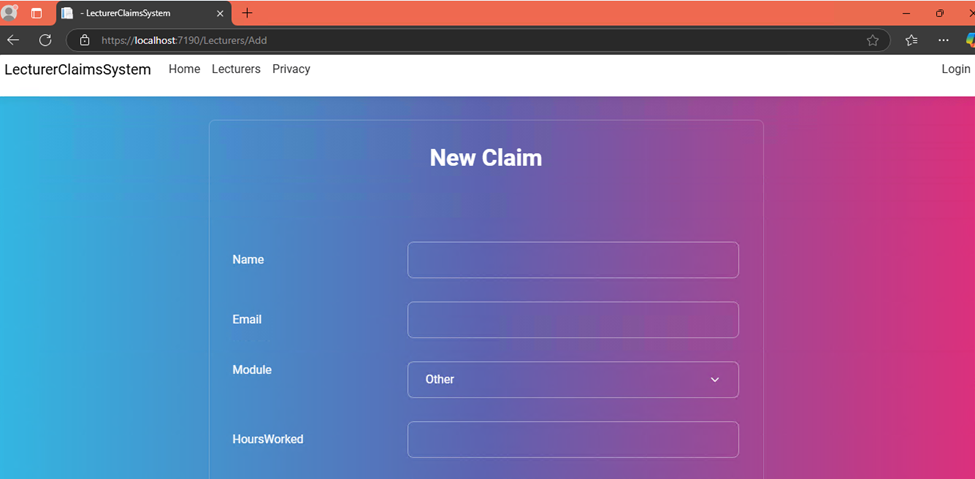 - LecturerClaimsSystem
https://localhost:7190/Lecturers/Add
LecturerClaimsSystem Home Lecturers Privacy Login
New Claim
Name
Email
Module
Other
HoursWorked